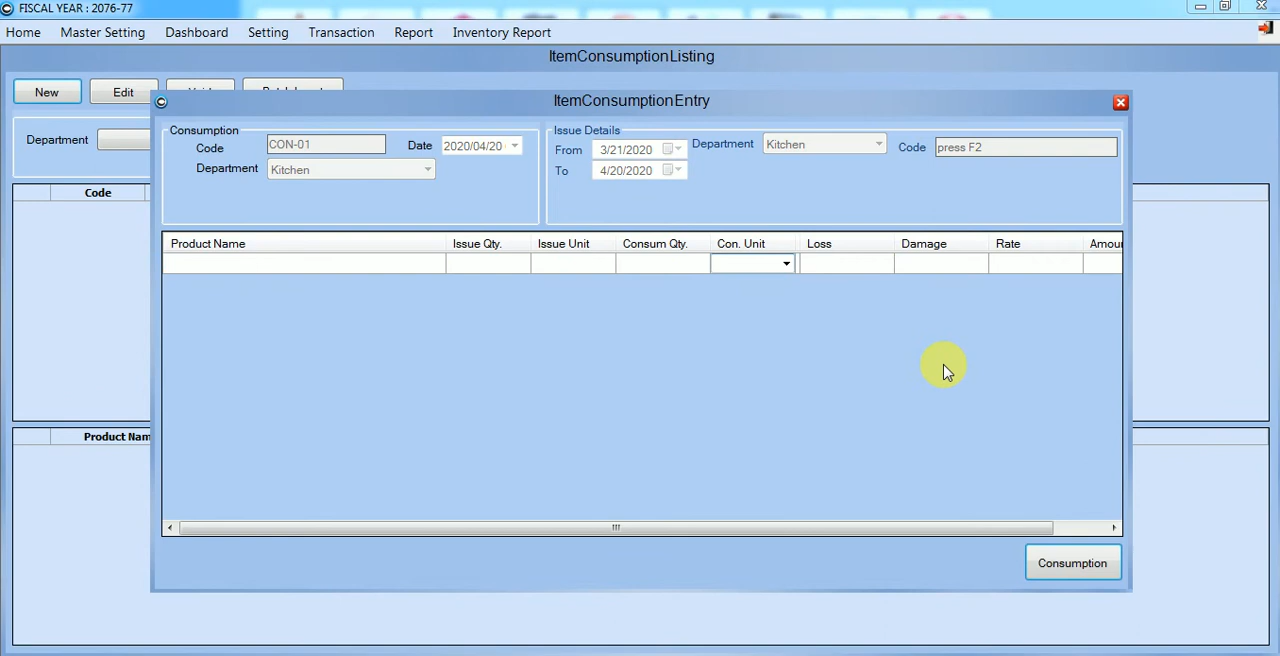 FISCAL YEAR : 2076-77
Home Master Setting Dashboard Setting Transaction Report Inventory Report
ItemConsumptionListing
New Edit
ItemConsumptionEntry
Department
Consumption
Code CON-01 Date 2020/04/20
Department Kitchen
Issue Details
From 3/21/2020 Department Kitchen Code press F2
To 4/20/2020
Code
Product Name Issue Qty. Issue Unit Consum Qty. Con. Unit Loss Damage Rate Amou
Product Nam
Consumption